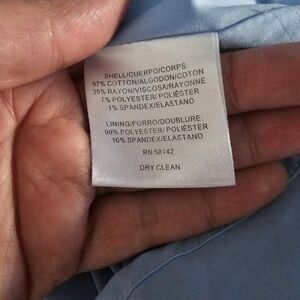 SHELL/CUERPO/CORPS:
57% COTTON/ALGODON/COTON
35% RAYON/VISCOSA/RAYONNE
7% POLYESTER/POLIÉSTER
1% SPANDEX/ELASTANO
LINING/FORRO/DOUBLURE:
90% POLYESTER/POLIÉSTER
10% SPANDEX/ELASTANO
RN 58142
DRY CLEAN